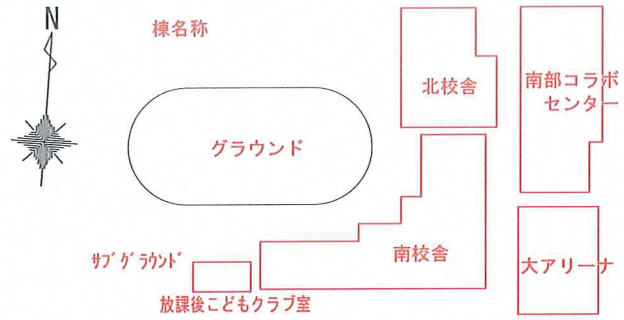 N
棟名称
北校舎
南部コラボ
センター
グラウンド
南校舎
大アリーナ
サブグラウンド
放課後こどもクラブ室